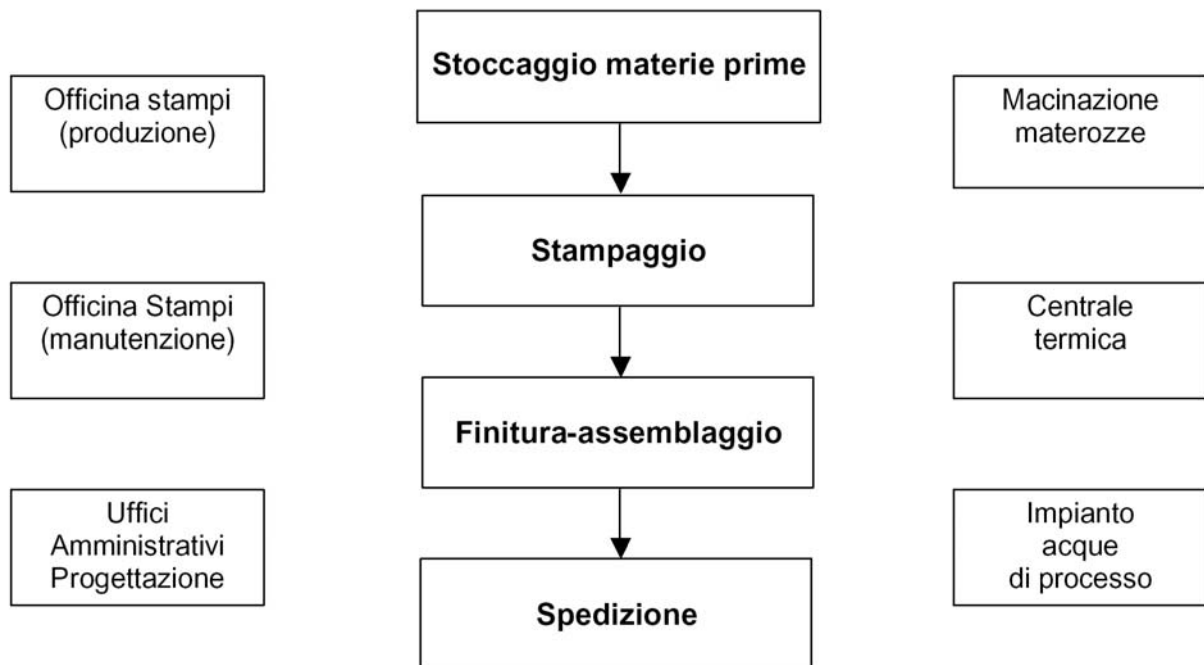 Stoccaggio materie prime
Officina stampi
(produzione)
Macinazione
materozze
Stampaggio
Officina Stampi
(manutenzione)
Centrale
termica
Finitura-assemblaggio
Uffici
Amministrativi
Progettazione
Impianto
acque
di processo
Spedizione